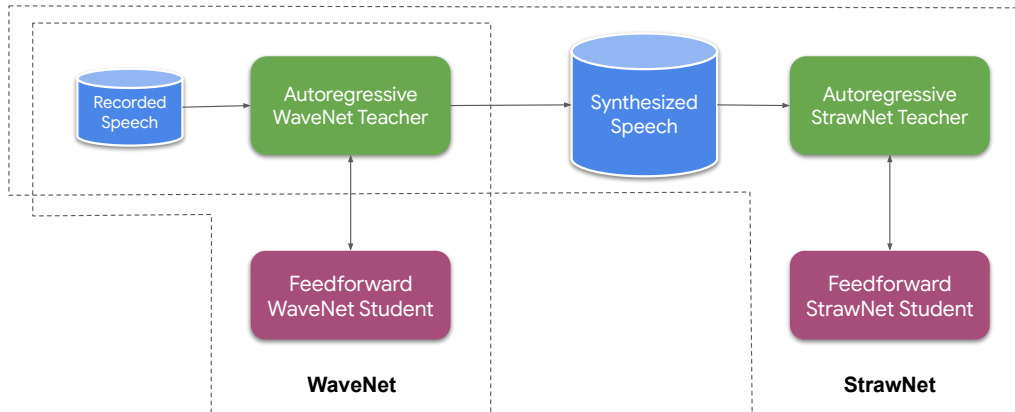 Recorded
Speech
Autoregressive
WaveNet Teacher
Synthesized
Speech
Autoregressive
StrawNet Teacher
Feedforward
WaveNet Student
Feedforward
StrawNet Student
WaveNet
StrawNet